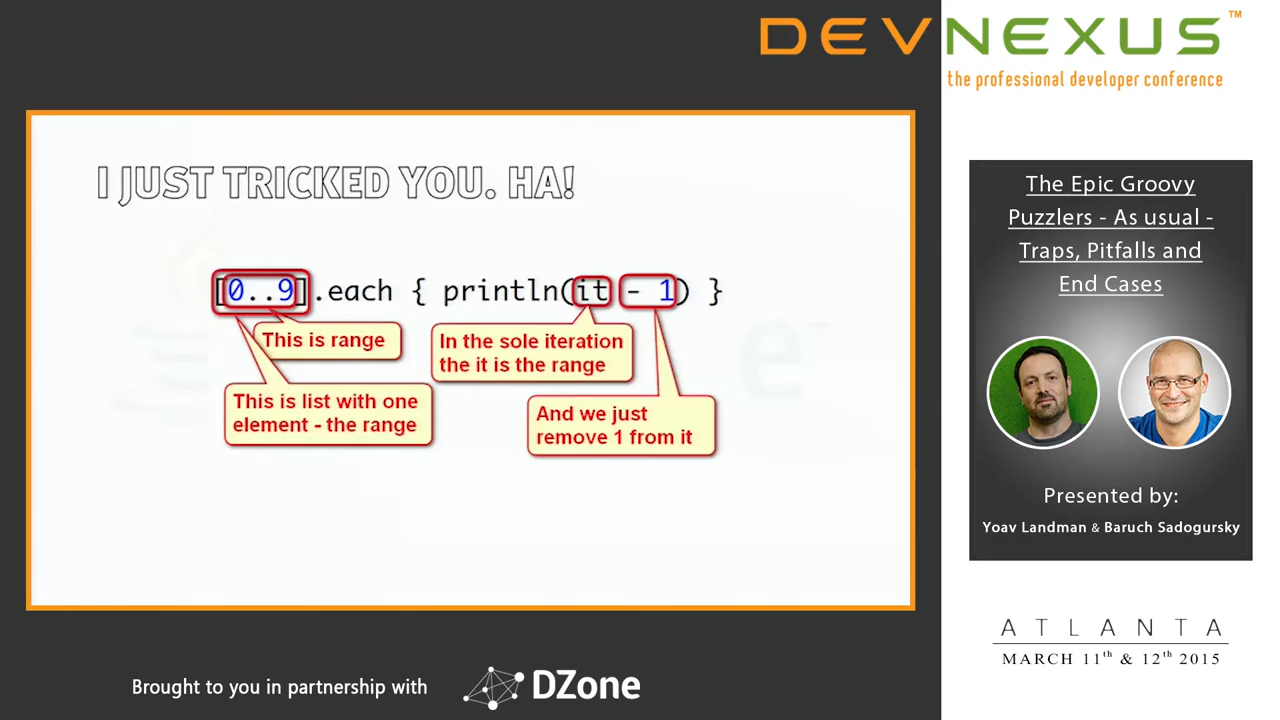 DEVNEXUS™
the professional developer conference
I JUST TRICKED YOU. HA!
[0..9].each { println(it - 1) }
This is range
In the sole iteration
the it is the range
This is list with one
element - the range
And we just
remove 1 from it
The Epic Groovy
Puzzlers - As usual -
Traps, Pitfalls and
End Cases
Presented by:
Yoav Landman & Baruch Sadogursky
ATLANTA
MARCH 11th & 12th 2015
Brought to you in partnership with
DZone